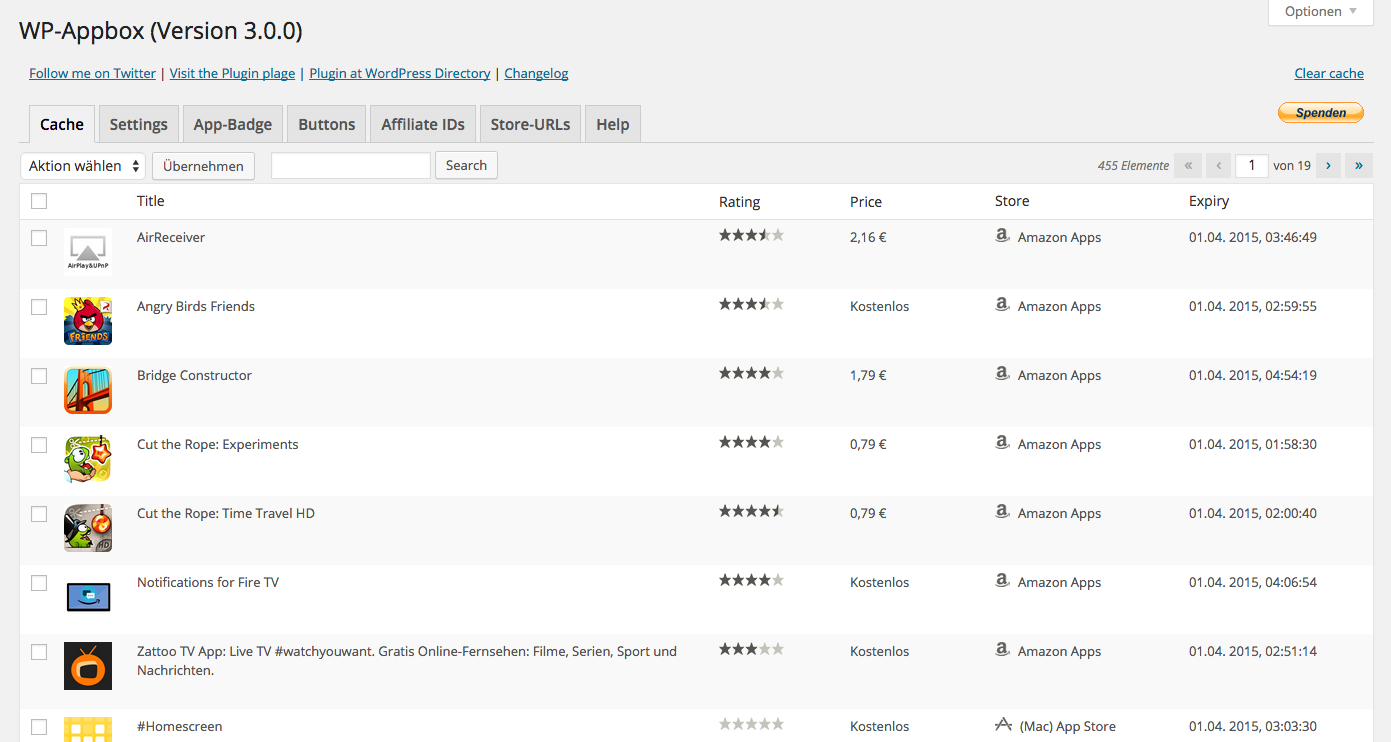 Optionen
WP-Appbox (Version 3.0.0)
Follow me on Twitter | Visit the Plugin plage | Plugin at WordPress Directory | Changelog
Clear cache
Spenden
Cache Settings App-Badge Buttons Affiliate IDs Store-URLs Help
Aktion wählen Übernehmen Search 455 Elemente « ‹ 1 von 19 › »
Title Rating Price Store Expiry
AirReceiver 2,16 € Amazon Apps 01.04. 2015, 03:46:49
AirPlay&UPnP
Angry Birds Friends Kostenlos Amazon Apps 01.04. 2015, 02:59:55
FRIENDS
Bridge Constructor 1,79 € Amazon Apps 01.04. 2015, 04:54:19
Cut the Rope: Experiments 0,79 € Amazon Apps 01.04. 2015, 01:58:30
Cut the Rope: Time Travel HD 0,79 € Amazon Apps 01.04. 2015, 02:00:40
HD
Notifications for Fire TV Kostenlos Amazon Apps 01.04. 2015, 04:06:54
Zattoo TV App: Live TV #watchyouwant. Gratis Online-Fernsehen: Filme, Serien, Sport und Kostenlos Amazon Apps 01.04. 2015, 02:51:14
Nachrichten.
#Homescreen Kostenlos (Mac) App Store 01.04. 2015, 03:03:30